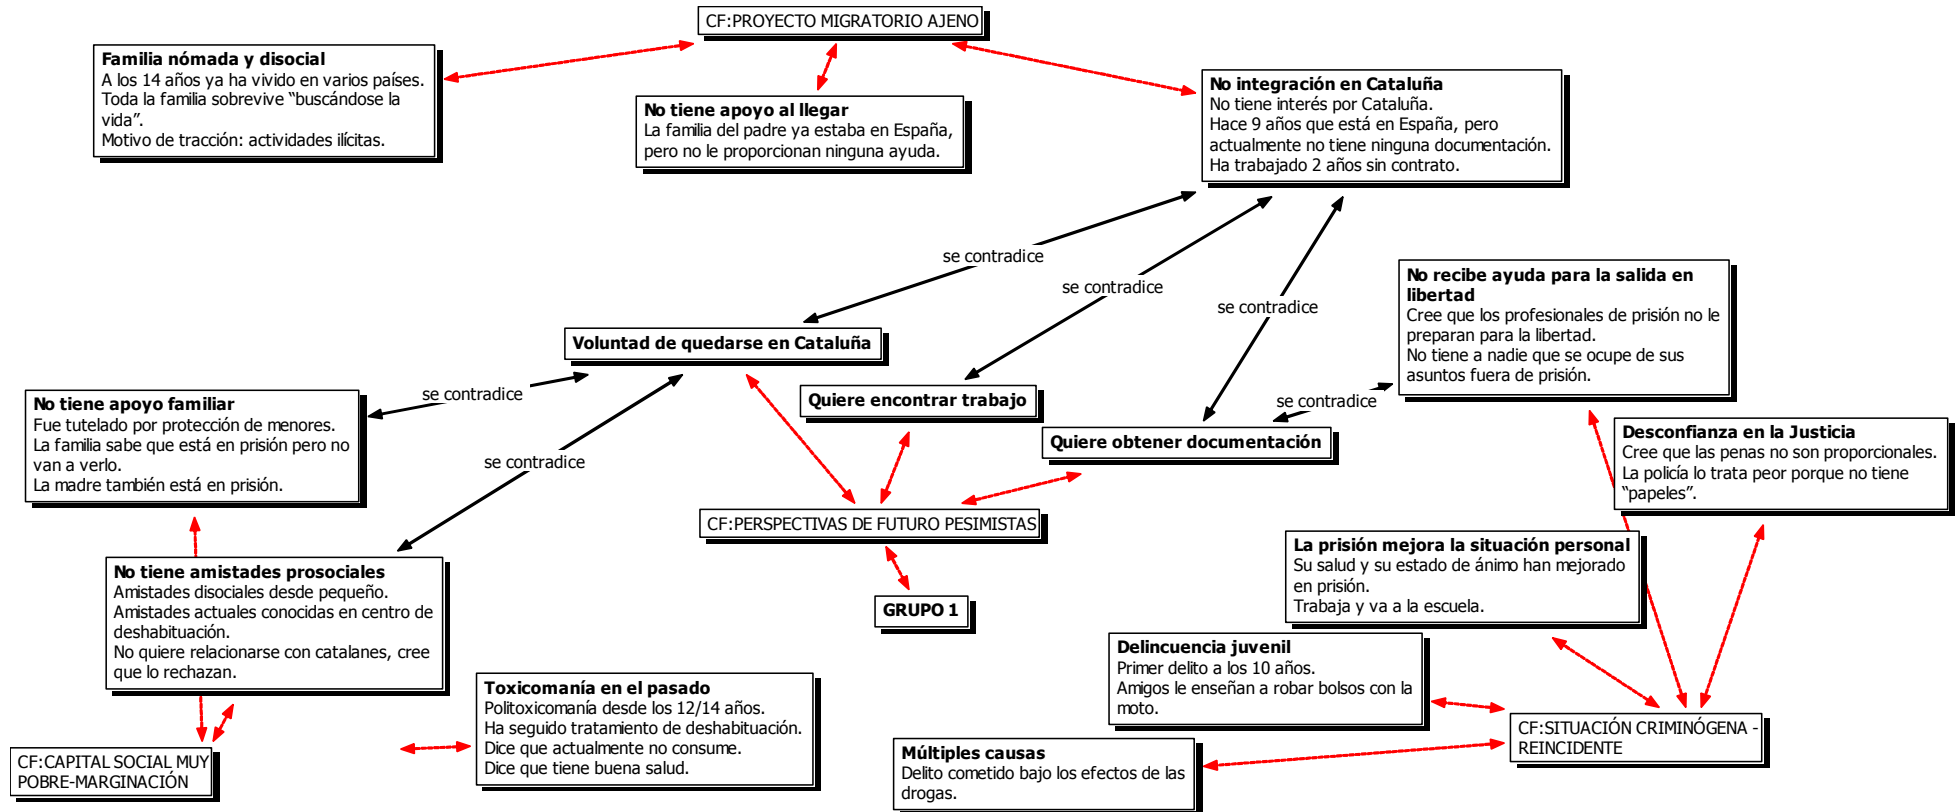 CF:PROYECTO MIGRATORIO AJENO
Familia nómada y disocial
A los 14 años ya ha vivido en varios países.
Toda la familia sobrevive “buscándose la
vida”.
Motivo de tracción: actividades ilícitas.
No tiene apoyo al llegar
La familia del padre ya estaba en España,
pero no le proporcionan ninguna ayuda.
No integración en Cataluña
No tiene interés por Cataluña.
Hace 9 años que está en España, pero
actualmente no tiene ninguna documentación.
Ha trabajado 2 años sin contrato.
se contradice
se contradice
se contradice
No recibe ayuda para la salida en
libertad
Cree que los profesionales de prisión no le
preparan para la libertad.
No tiene a nadie que se ocupe de sus
asuntos fuera de prisión.
Voluntad de quedarse en Cataluña
se contradice
Quiere encontrar trabajo
se contradice
Quiere obtener documentación
No tiene apoyo familiar
Fue tutelado por protección de menores.
La familia sabe que está en prisión pero no
van a verlo.
La madre también está en prisión.
se contradice
Desconfianza en la Justicia
Cree que las penas no son proporcionales.
La policía lo trata peor porque no tiene
“papeles”.
CF:PERSPECTIVAS DE FUTURO PESIMISTAS
La prisión mejora la situación personal
Su salud y su estado de ánimo han mejorado
en prisión.
Trabaja y va a la escuela.
No tiene amistades prosociales
Amistades disociales desde pequeño.
Amistades actuales conocidas en centro de
deshabituación.
No quiere relacionarse con catalanes, cree
que lo rechazan.
GRUPO 1
Delincuencia juvenil
Primer delito a los 10 años.
Amigos le enseñan a robar bolsos con la
moto.
Toxicomanía en el pasado
Politoxicomanía desde los 12/14 años.
Ha seguido tratamiento de deshabituación.
Dice que actualmente no consume.
Dice que tiene buena salud.
CF:SITUACIÓN CRIMINÓGENA -
REINCIDENTE
CF:CAPITAL SOCIAL MUY
POBRE-MARGINACIÓN
Múltiples causas
Delito cometido bajo los efectos de las
drogas.